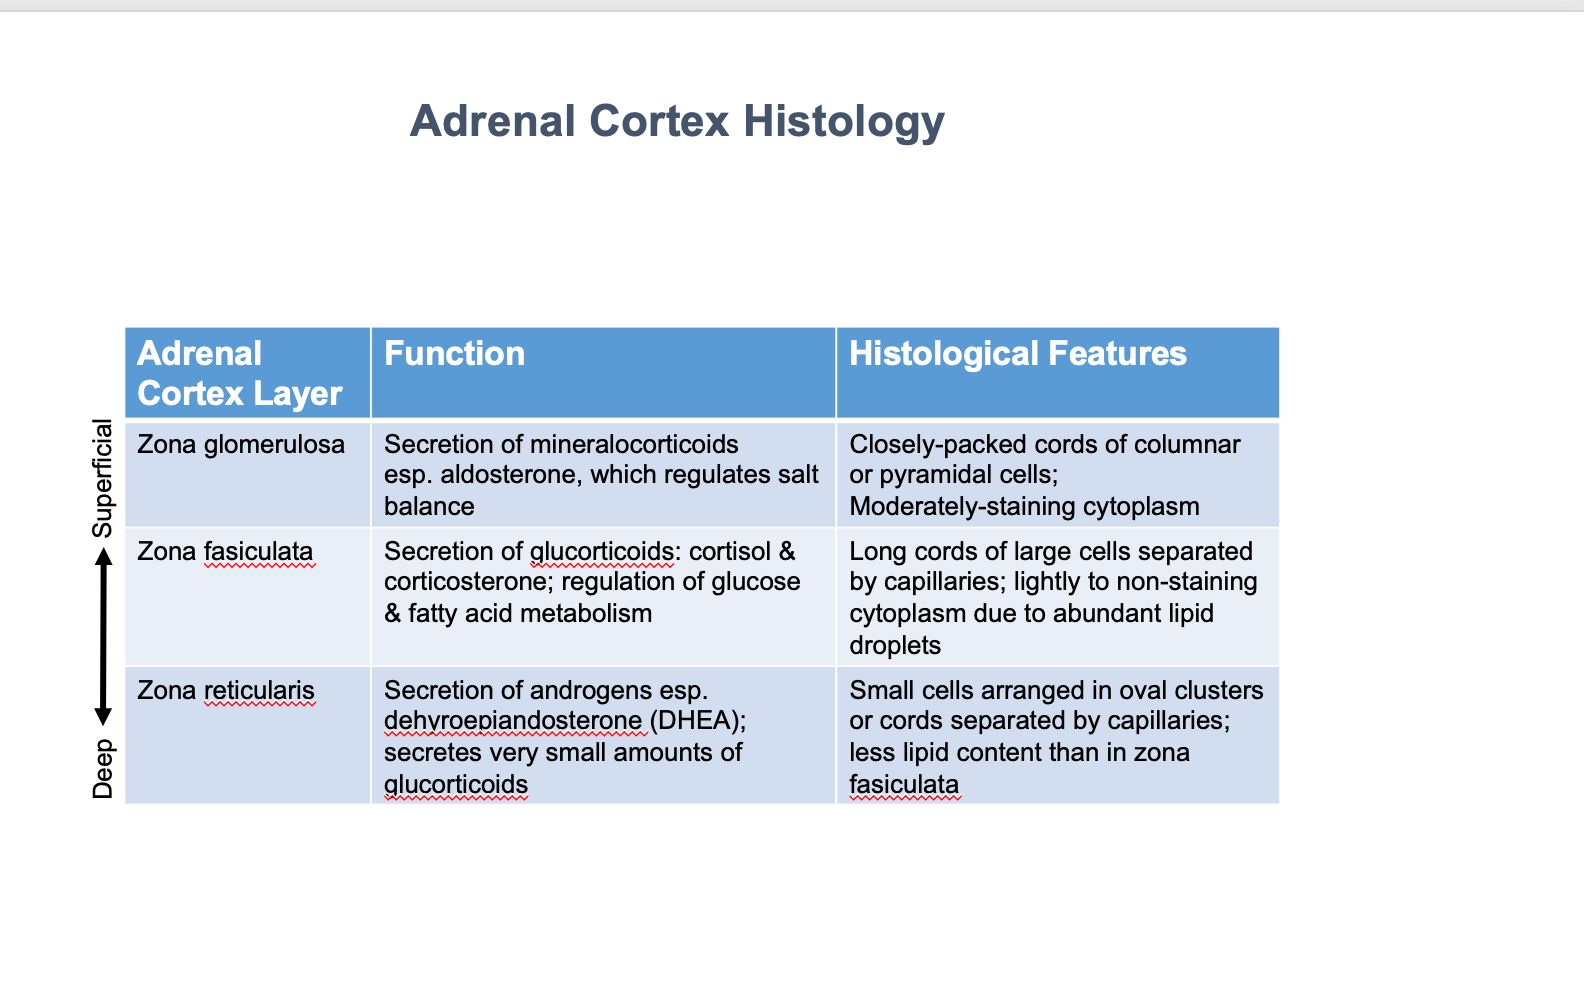 Adrenal Cortex Histology
Adrenal
Cortex Layer
Function
Histological Features
Superficial
Deep
Zona glomerulosa
Secretion of mineralocorticoids
esp. aldosterone, which regulates salt
balance
Closely-packed cords of columnar
or pyramidal cells;
Moderately-staining cytoplasm
Zona fasiculata
Secretion of glucorticoids: cortisol &
corticosterone; regulation of glucose
& fatty acid metabolism
Long cords of large cells separated
by capillaries; lightly to non-staining
cytoplasm due to abundant lipid
droplets
Zona reticularis
Secretion of androgens esp.
dehyroepiandosterone (DHEA);
secretes very small amounts of
glucorticoids
Small cells arranged in oval clusters
or cords separated by capillaries;
less lipid content than in zona
fasiculata